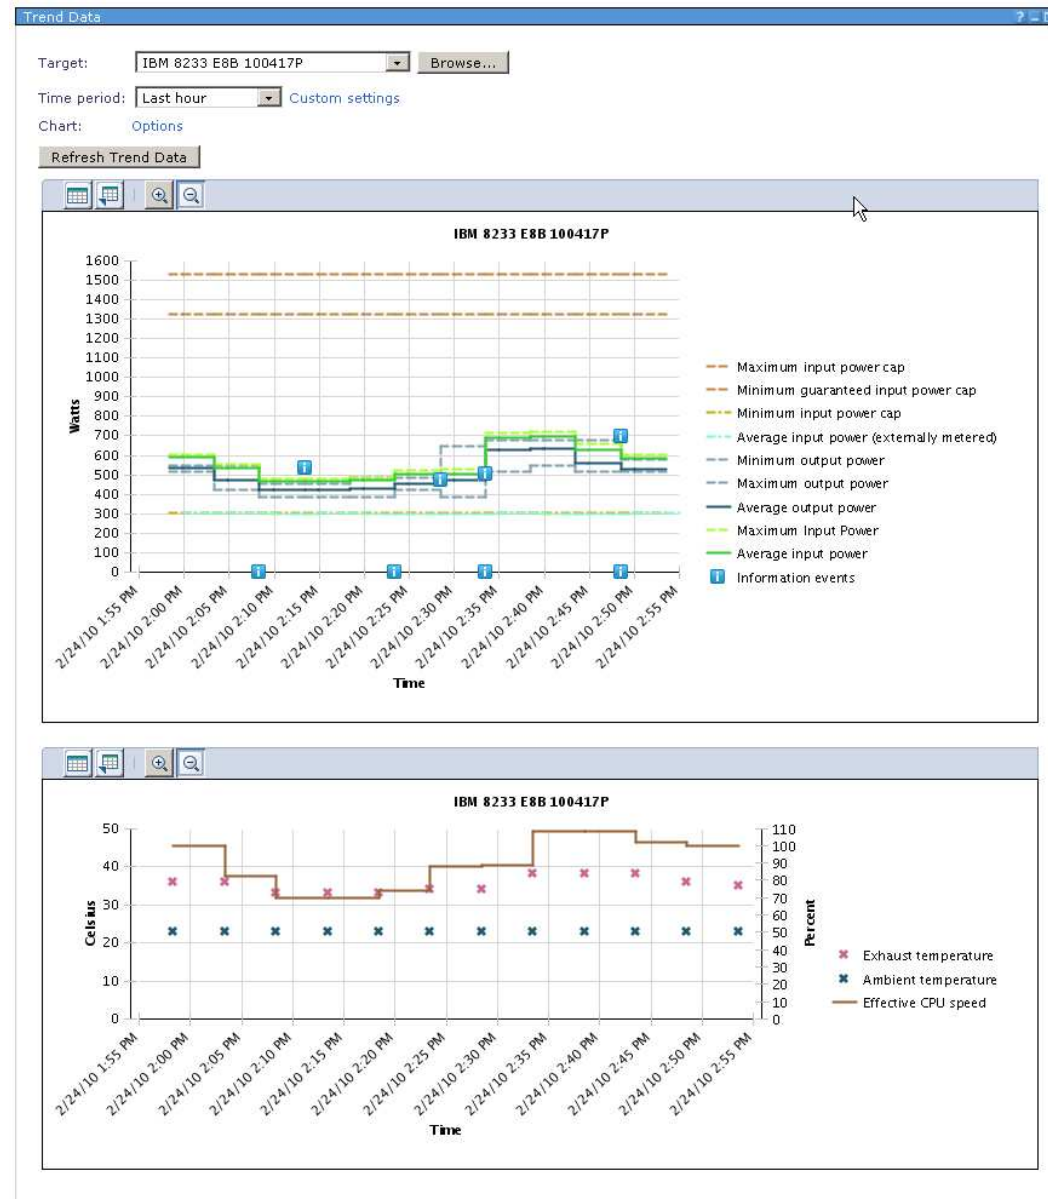 Trend Data
Target: IBM 8233 E8B 100417P Browse...
Time period: Last hour Custom settings
Chart: Options
Refresh Trend Data
IBM 8233 E8B 100417P
1600
1500
1400
1300
1200
1100
1000
900
800
700
600
500
400
300
200
100
0
Watts
2/24/10 1:55 PM
2/24/10 2:00 PM
2/24/10 2:05 PM
2/24/10 2:10 PM
2/24/10 2:15 PM
2/24/10 2:20 PM
2/24/10 2:25 PM
2/24/10 2:30 PM
2/24/10 2:35 PM
2/24/10 2:40 PM
2/24/10 2:45 PM
2/24/10 2:50 PM
2/24/10 2:55 PM
Time
Maximum input power cap
Minimum guaranteed input power cap
Minimum input power cap
Average input power (externally metered)
Minimum output power
Maximum output power
Average output power
Maximum Input Power
Average input power
Information events
IBM 8233 E8B 100417P
50
40
30
20
10
0
Celsius
110
100
90
80
70
60
50
40
30
20
10
0
Percent
2/24/10 1:55 PM
2/24/10 2:00 PM
2/24/10 2:05 PM
2/24/10 2:10 PM
2/24/10 2:15 PM
2/24/10 2:20 PM
2/24/10 2:25 PM
2/24/10 2:30 PM
2/24/10 2:35 PM
2/24/10 2:40 PM
2/24/10 2:45 PM
2/24/10 2:50 PM
2/24/10 2:55 PM
Time
Exhaust temperature
Ambient temperature
Effective CPU speed